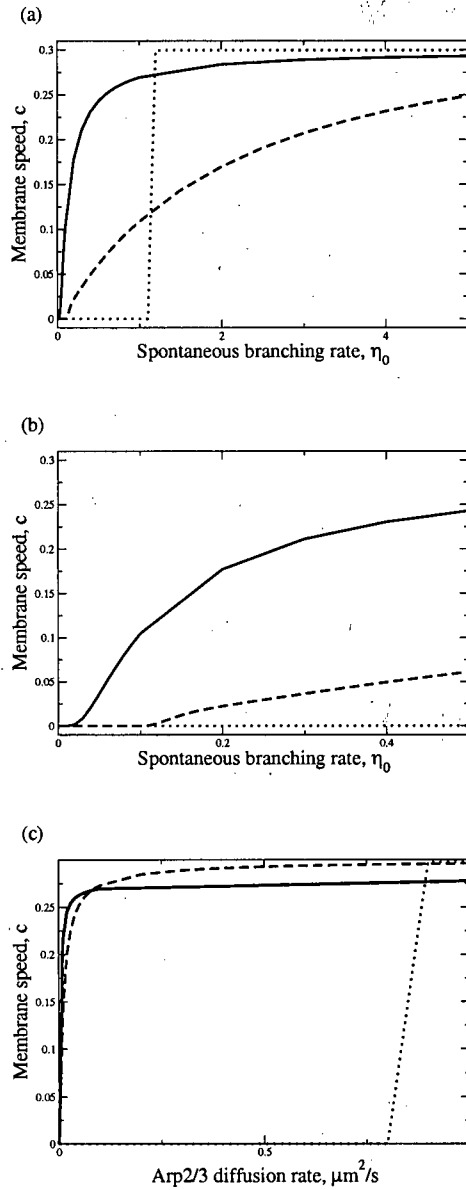 (a)
0.3
0.25
0.2
0.15
0.1
0.05
0
Membrane speed, c
0 2 4
Spontaneous branching rate, η₀
(b)
0.3
0.25
0.2
0.15
0.1
0.05
0
Membrane speed, c
0 0.2 0.4
Spontaneous branching rate, η₀
(c)
0.25
0.2
0.15
0.1
0.05
0
Membrane speed, c
0 0.5
Arp2/3 diffusion rate, μm²/s